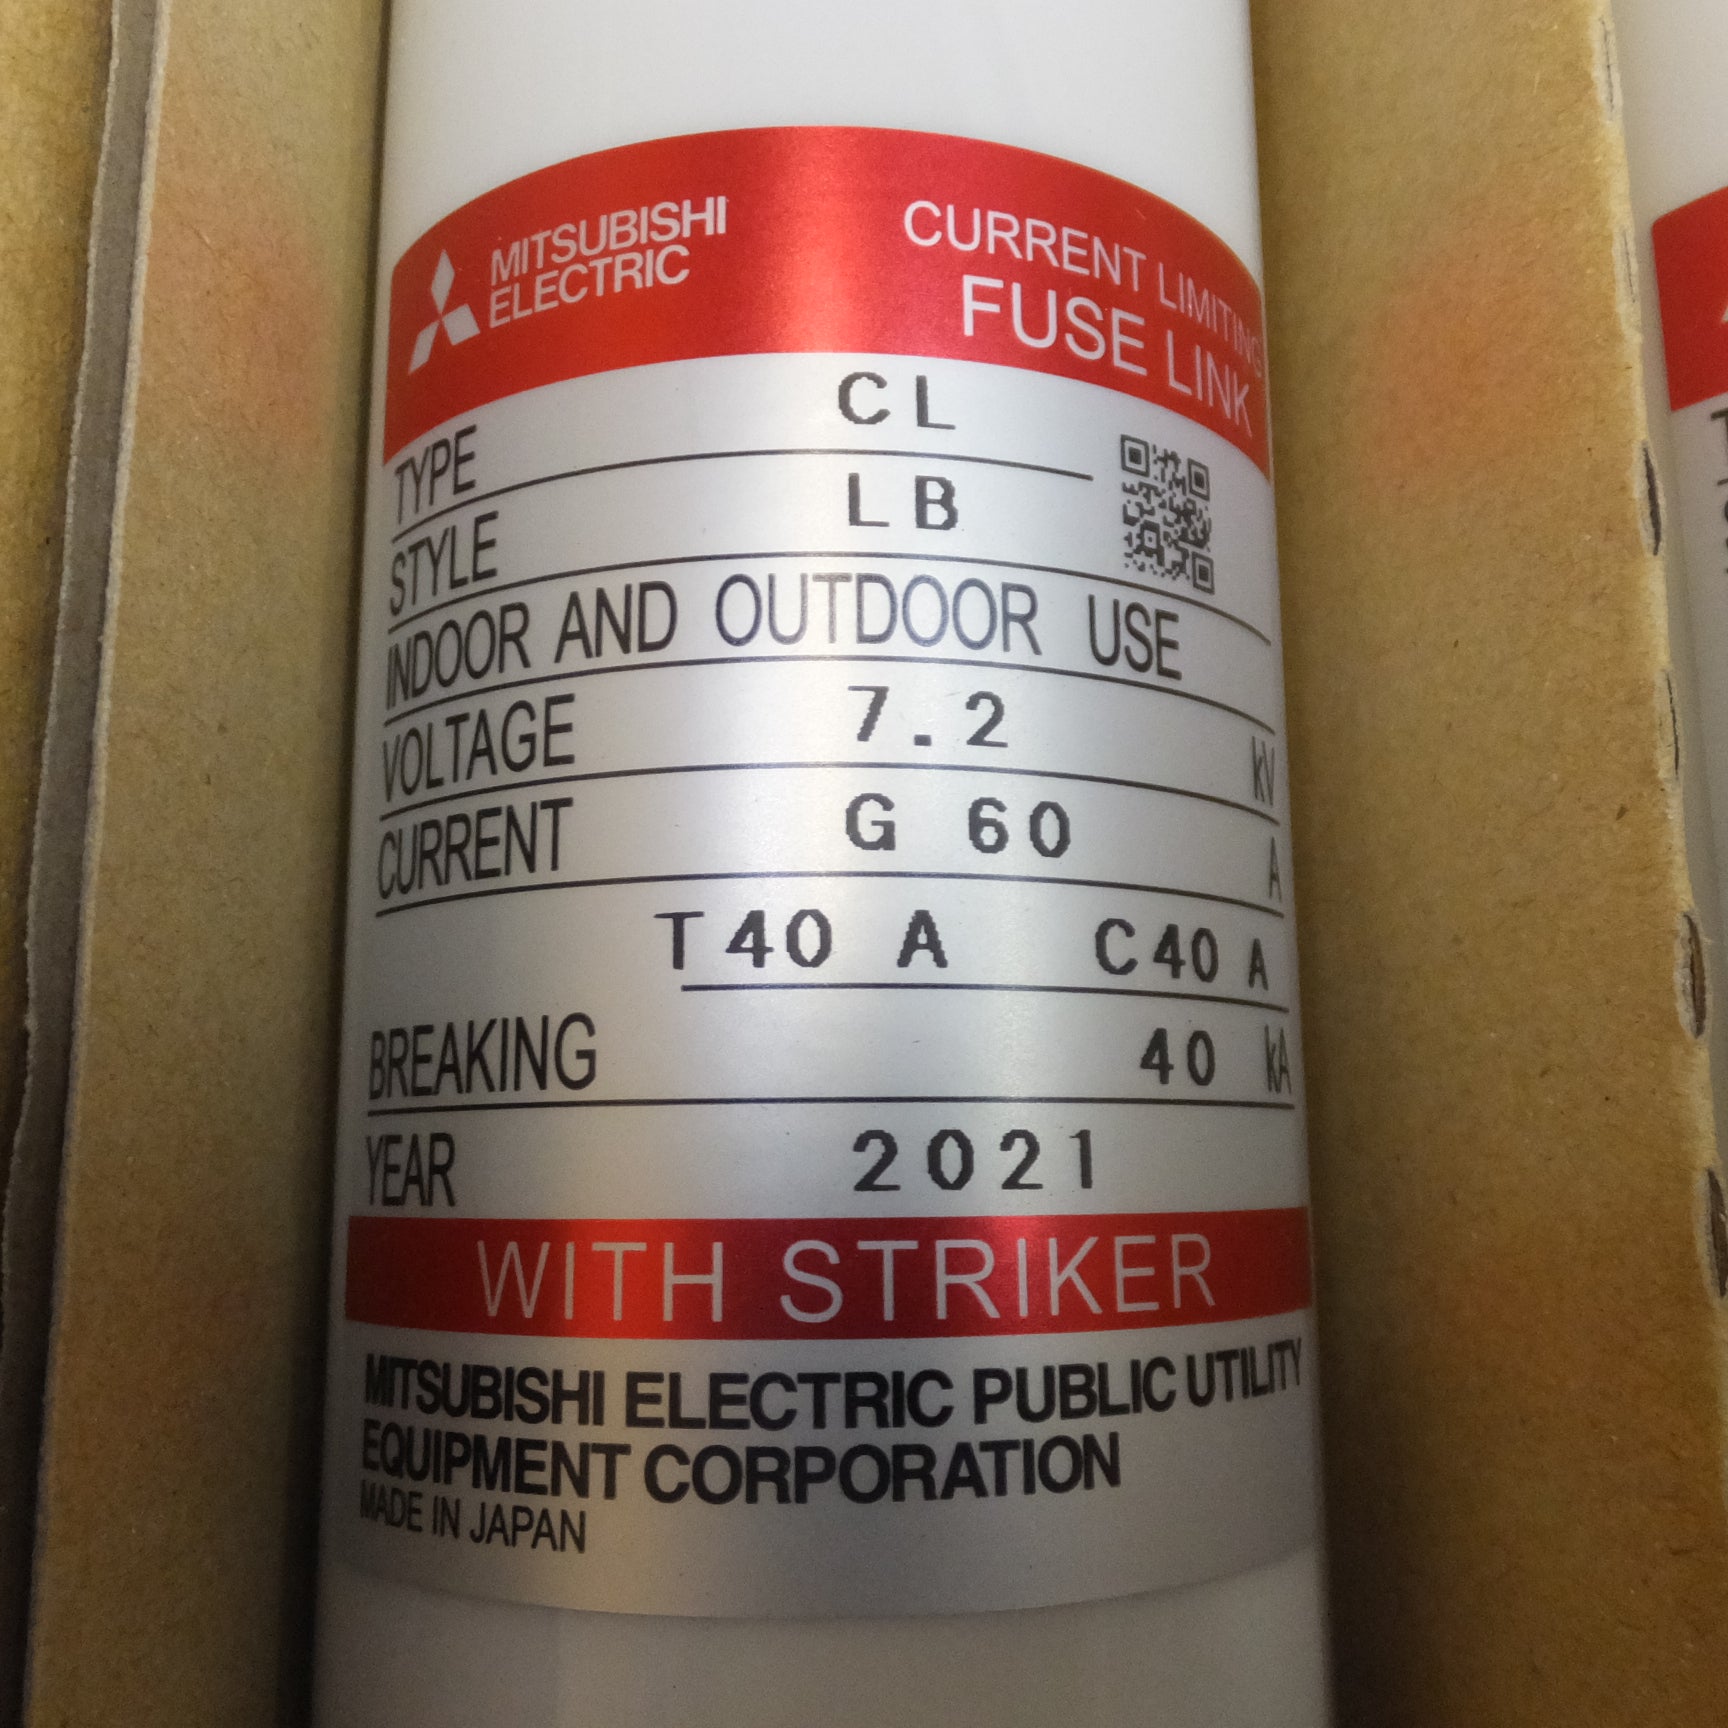 MITSUBISHI
ELECTRIC
CURRENT LIMITING
FUSE LINK
TYPE CL
STYLE LB
INDOOR AND OUTDOOR USE
VOLTAGE 7.2 kV
CURRENT G 60 A
T40 A C40 A
BREAKING 40 kA
YEAR 2021
WITH STRIKER
MITSUBISHI ELECTRIC PUBLIC UTILITY
EQUIPMENT CORPORATION
MADE IN JAPAN